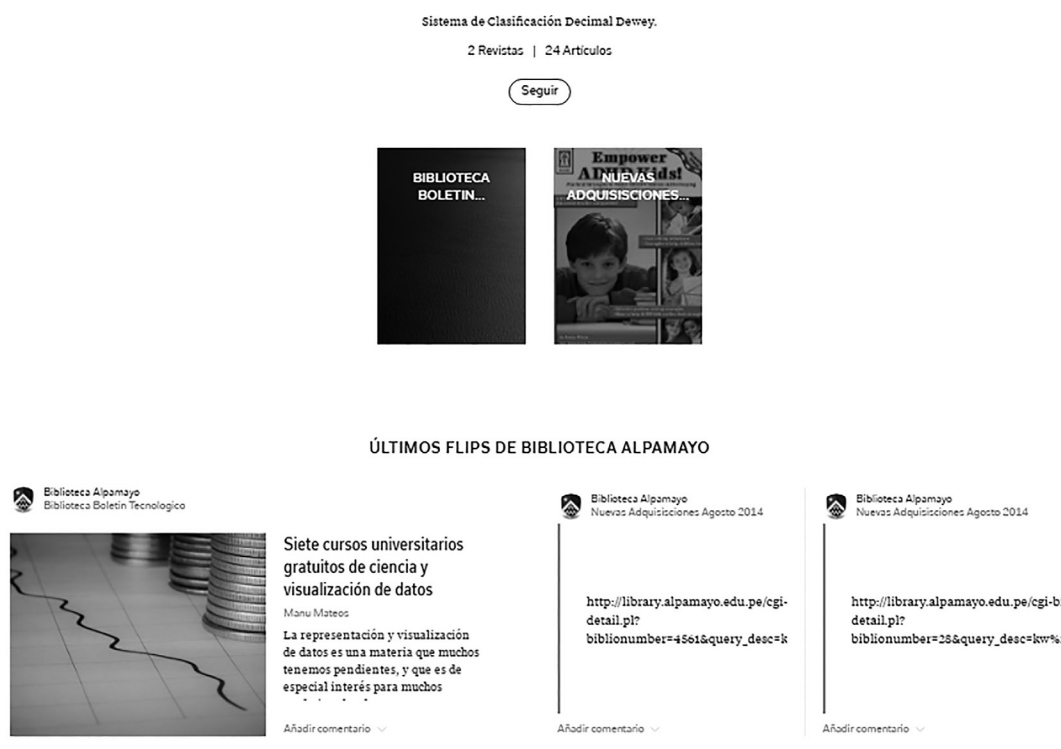 Sistema de Clasificación Decimal Dewey.
2 Revistas | 24 Artículos
Seguir
BIBLIOTECA
BOLETIN...
Empower
Kids!
NUEVAS
ADQUISISCIONES...
ÚLTIMOS FLIPS DE BIBLIOTECA ALPAMAYO
Biblioteca Alpamayo
Biblioteca Boletin Tecnologico
Siete cursos universitarios
gratuitos de ciencia y
visualización de datos
Manu Mateos
La representación y visualización
de datos es una materia que muchos
tenemos pendientes, y que es de
especial interés para muchos
Añadir comentario
Biblioteca Alpamayo
Nuevas Adquisisciones Agosto 2014
http://library.alpamayo.edu.pe/cgi-
detail.pl?
biblionumber=4561&query_desc=k
Añadir comentario
Biblioteca Alpamayo
Nuevas Adquisisciones Agosto 2014
http://library.alpamayo.edu.pe/cgi-b
detail.pl?
biblionumber=28&query_desc=kw%
Añadir comentario